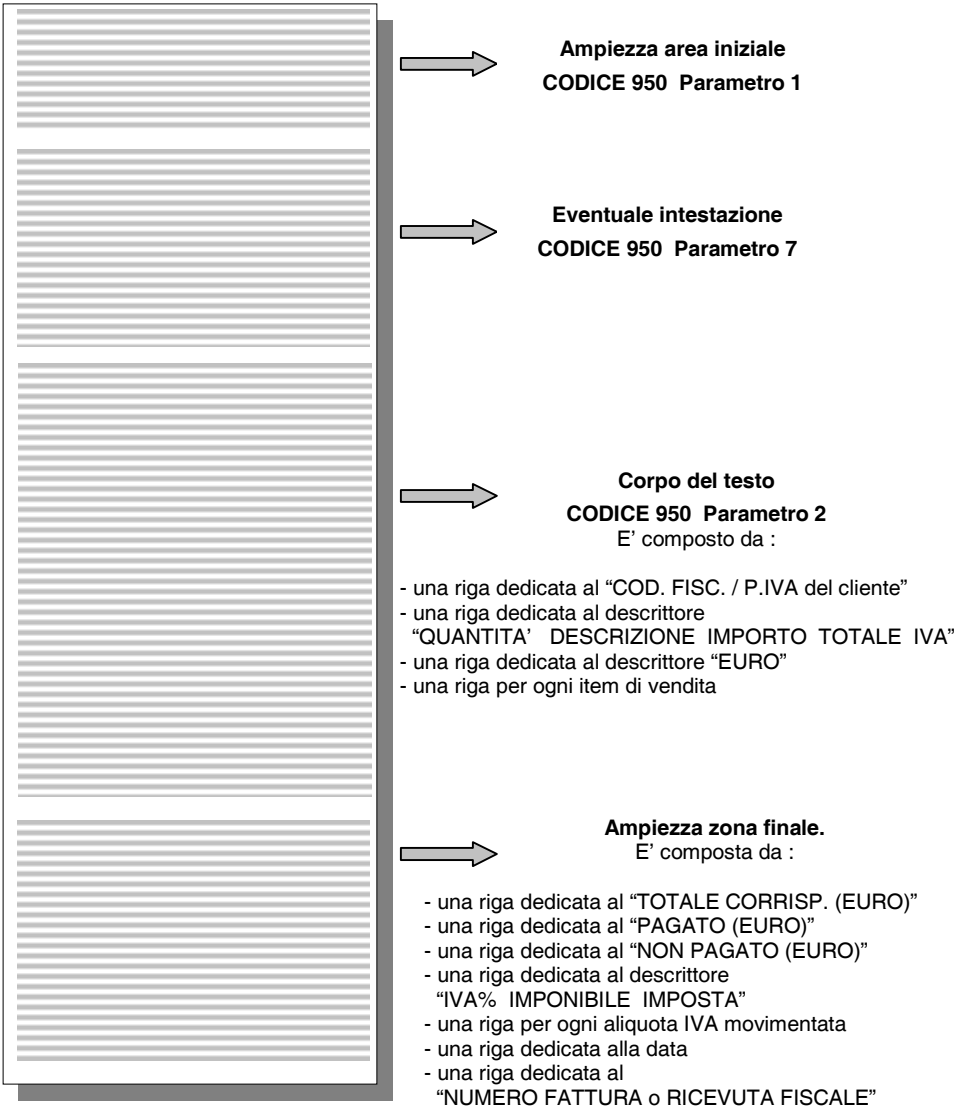 Ampiezza area iniziale
CODICE 950 Parametro 1
Eventuale intestazione
CODICE 950 Parametro 7
Corpo del testo
CODICE 950 Parametro 2
E' composto da :
- una riga dedicata al “COD. FISC. / P.IVA del cliente”
- una riga dedicata al descrittore
“QUANTITA’ DESCRIZIONE IMPORTO TOTALE IVA”
- una riga dedicata al descrittore “EURO”
- una riga per ogni item di vendita
Ampiezza zona finale.
E' composta da :
- una riga dedicata al “TOTALE CORRISP. (EURO)”
- una riga dedicata al “PAGATO (EURO)”
- una riga dedicata al “NON PAGATO (EURO)”
- una riga dedicata al descrittore
“IVA% IMPONIBILE IMPOSTA”
- una riga per ogni aliquota IVA movimentata
- una riga dedicata alla data
- una riga dedicata al
“NUMERO FATTURA o RICEVUTA FISCALE”